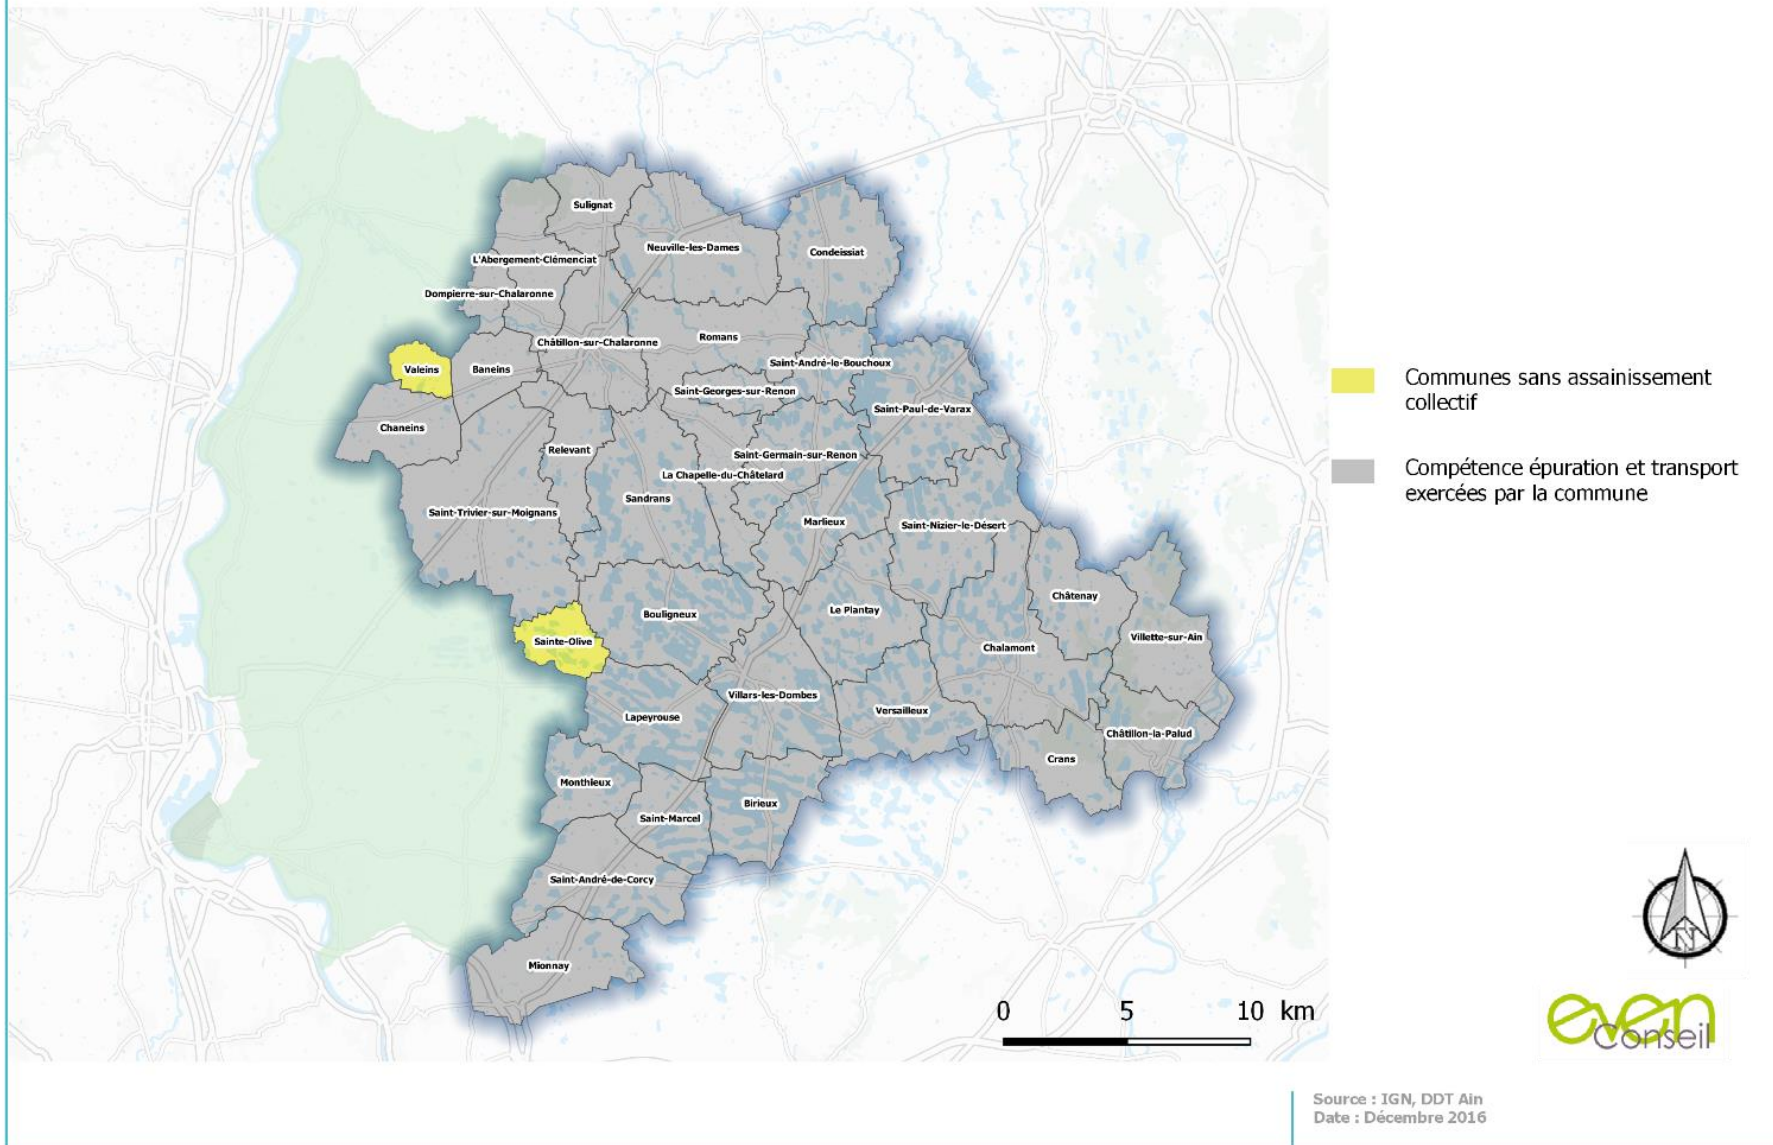 Sulignat
Neuville-les-Dames
Condeissiat
L'Abergement-Clémenciat
Dompierre-sur-Chalaronne
Châtillon-sur-Chalaronne
Romans
Saint-André-le-Bouchoux
Valeins
Baneins
Saint-Georges-sur-Renon
Saint-Paul-de-Varax
Chaneins
Relevant
Saint-Germain-sur-Renon
La Chapelle-du-Châtelard
Sandrans
Saint-Trivier-sur-Moignans
Marlieux
Saint-Nizier-le-Désert
Châtenay
Le Plantay
Bouligneux
Villette-sur-Ain
Sainte-Olive
Chalamont
Villars-les-Dombes
Versailleux
Lapeyrouse
Châtillon-la-Palud
Crans
Monthieux
Birieux
Saint-Marcel
Saint-André-de-Corcy
Mionnay
0 5 10 km
Communes sans assainissement
collectif
Compétence épuration et transport
exercées par la commune
N
even
Conseil
Source : IGN, DDT Ain
Date : Décembre 2016